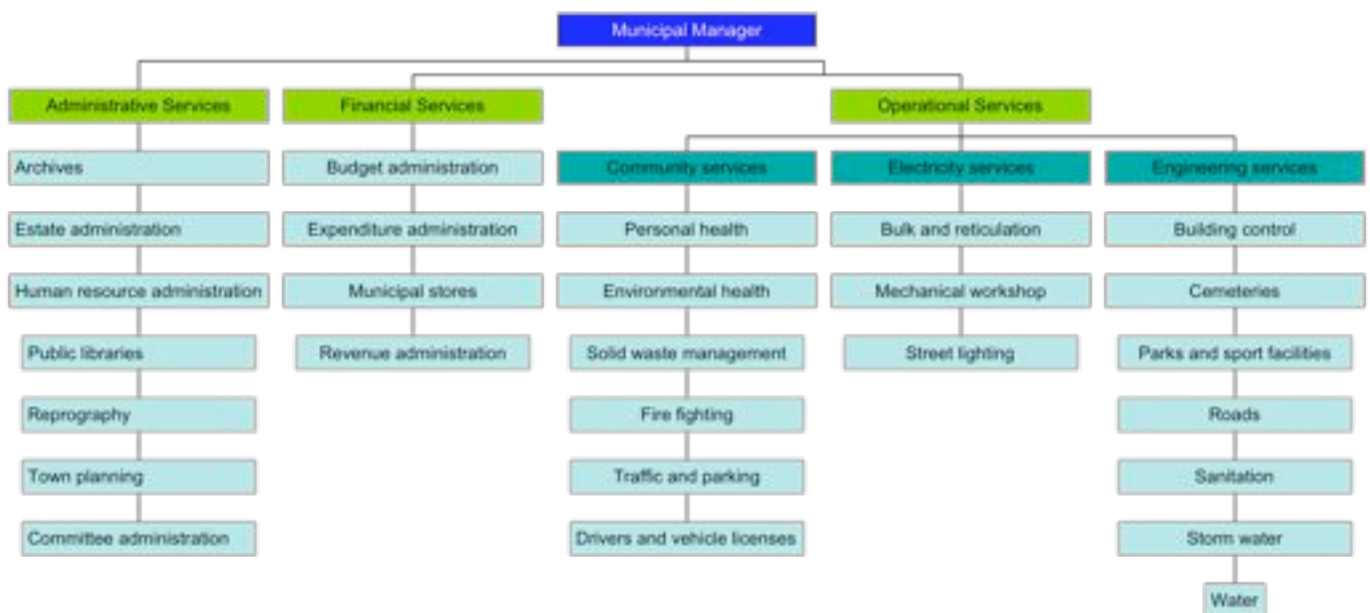 Municipal Manager
Administrative Services
Financial Services
Operational Services
Archives
Budget administration
Community services
Electricity services
Engineering services
Estate administration
Expenditure administration
Personal health
Bulk and reticulation
Building control
Human resource administration
Municipal stores
Environmental health
Mechanical workshop
Cemeteries
Public libraries
Revenue administration
Solid waste management
Street lighting
Parks and sport facilities
Reprography
Fire fighting
Roads
Town planning
Traffic and parking
Sanitation
Committee administration
Drivers and vehicle licenses
Storm water
Water